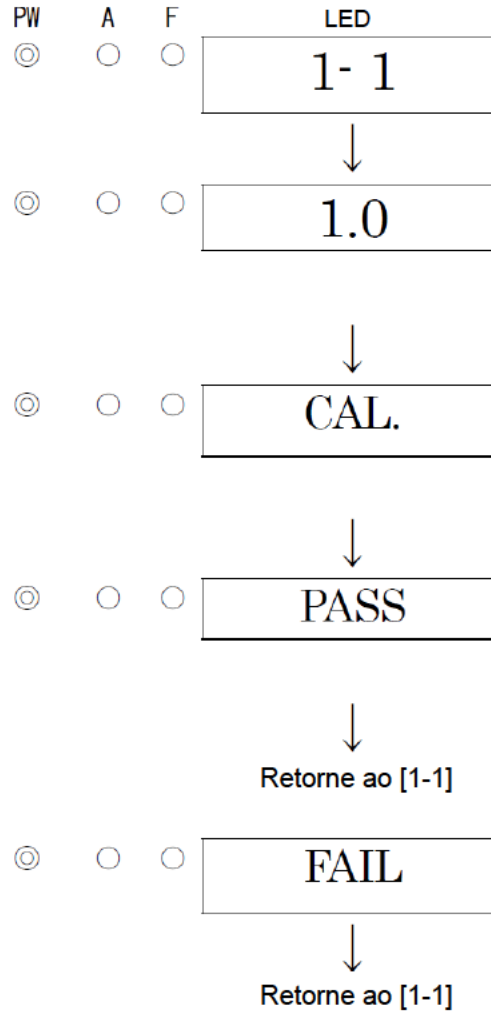 PW A F LED
1- 1
1.0
CAL.
PASS
Retorne ao [1-1]
FAIL
Retorne ao [1-1]